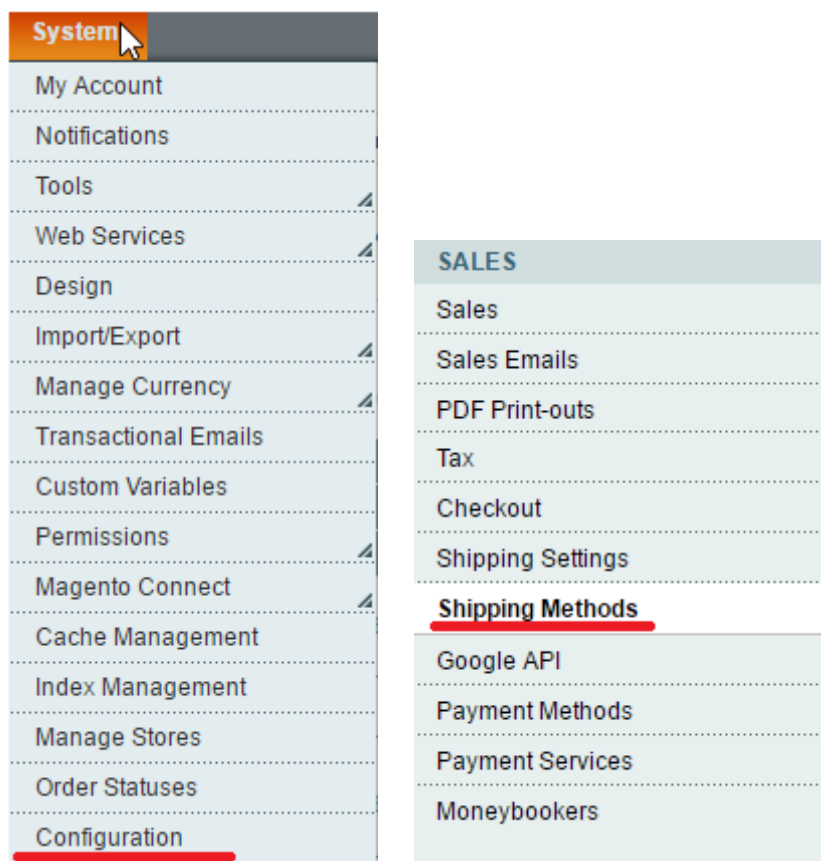 System
My Account
Notifications
Tools
Web Services
Design
Import/Export
Manage Currency
Transactional Emails
Custom Variables
Permissions
Magento Connect
Cache Management
Index Management
Manage Stores
Order Statuses
Configuration
SALES
Sales
Sales Emails
PDF Print-outs
Tax
Checkout
Shipping Settings
Shipping Methods
Google API
Payment Methods
Payment Services
Moneybookers